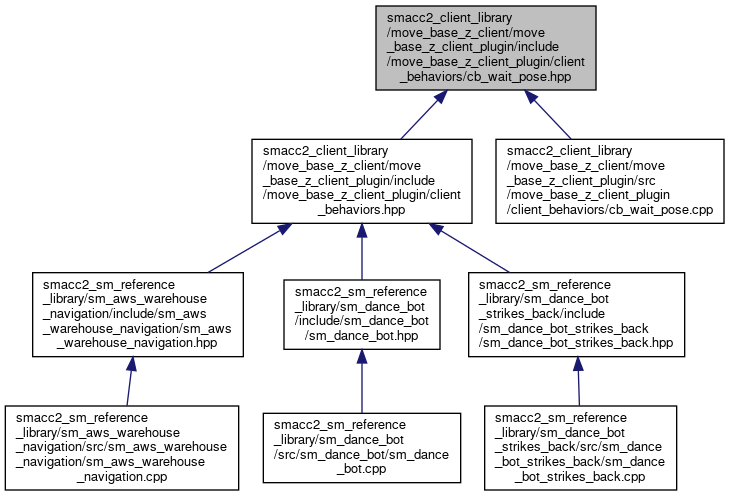 smacc2_client_library
/move_base_z_client/move
_base_z_client_plugin/include
/move_base_z_client_plugin/client
_behaviors/cb_wait_pose.hpp
smacc2_client_library
/move_base_z_client/move
_base_z_client_plugin/include
/move_base_z_client_plugin/client
_behaviors.hpp
smacc2_client_library
/move_base_z_client/move
_base_z_client_plugin/src
/move_base_z_client_plugin
/client_behaviors/cb_wait_pose.cpp
smacc2_sm_reference
_library/sm_aws_warehouse
_navigation/include/sm_aws
_warehouse_navigation/sm_aws
_warehouse_navigation.hpp
smacc2_sm_reference
_library/sm_dance_bot
/include/sm_dance_bot
/sm_dance_bot.hpp
smacc2_sm_reference
_library/sm_dance_bot
_strikes_back/include
/sm_dance_bot_strikes_back
/sm_dance_bot_strikes_back.hpp
smacc2_sm_reference
_library/sm_aws_warehouse
_navigation/src/sm_aws_warehouse
_navigation/sm_aws_warehouse
_navigation.cpp
smacc2_sm_reference
_library/sm_dance_bot
/src/sm_dance_bot/sm_dance
_bot.cpp
smacc2_sm_reference
_library/sm_dance_bot
_strikes_back/src/sm_dance
_bot_strikes_back/sm_dance
_bot_strikes_back.cpp